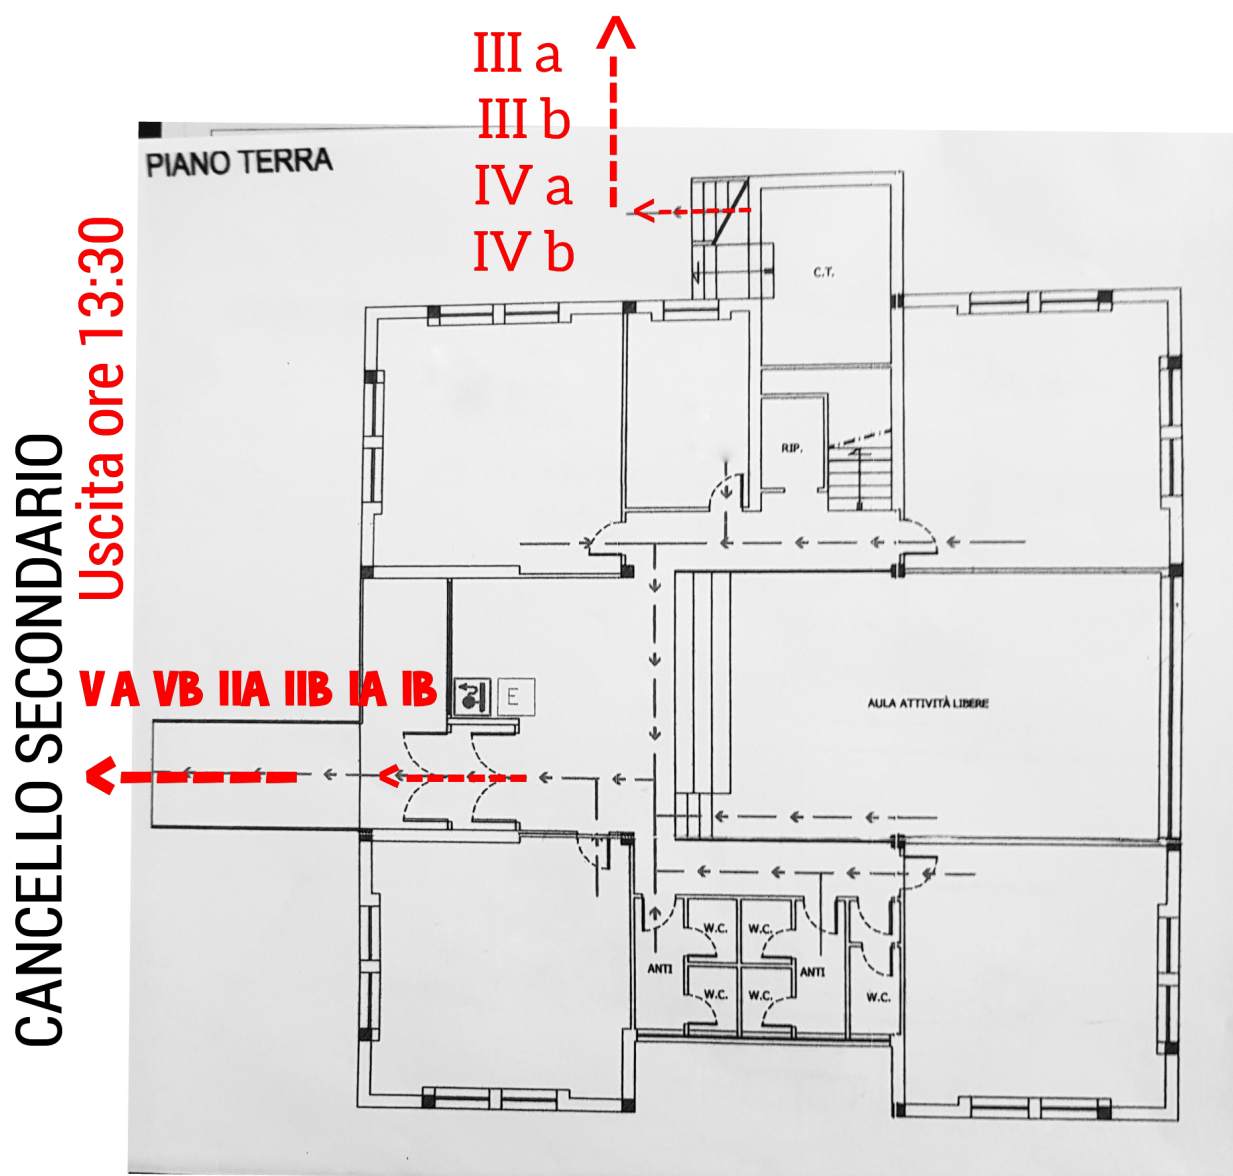 III a
III b
IV a
IV b
PIANO TERRA
CANCELLO SECONDARIO
Uscita ore 13:30
C.T.
RIP.
VA VB IIA IIB IA IB
E
AULA ATTIVITÀ LIBERE
W.C.
W.C.
ANTI
ANTI
W.C.
W.C.
W.C.